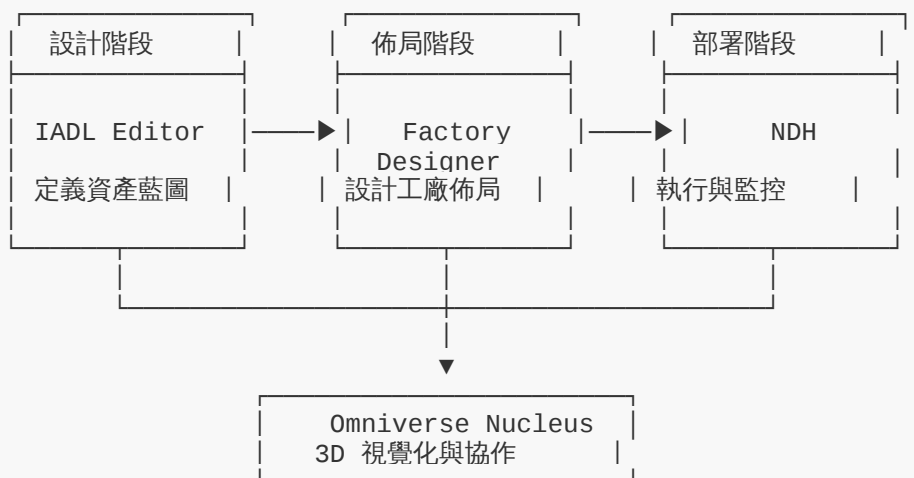 設計階段 佈局階段 部署階段
IADL Editor Factory NDH
Designer
定義資產藍圖 設計工廠佈局 執行與監控
Omniverse Nucleus
3D 視覺化與協作